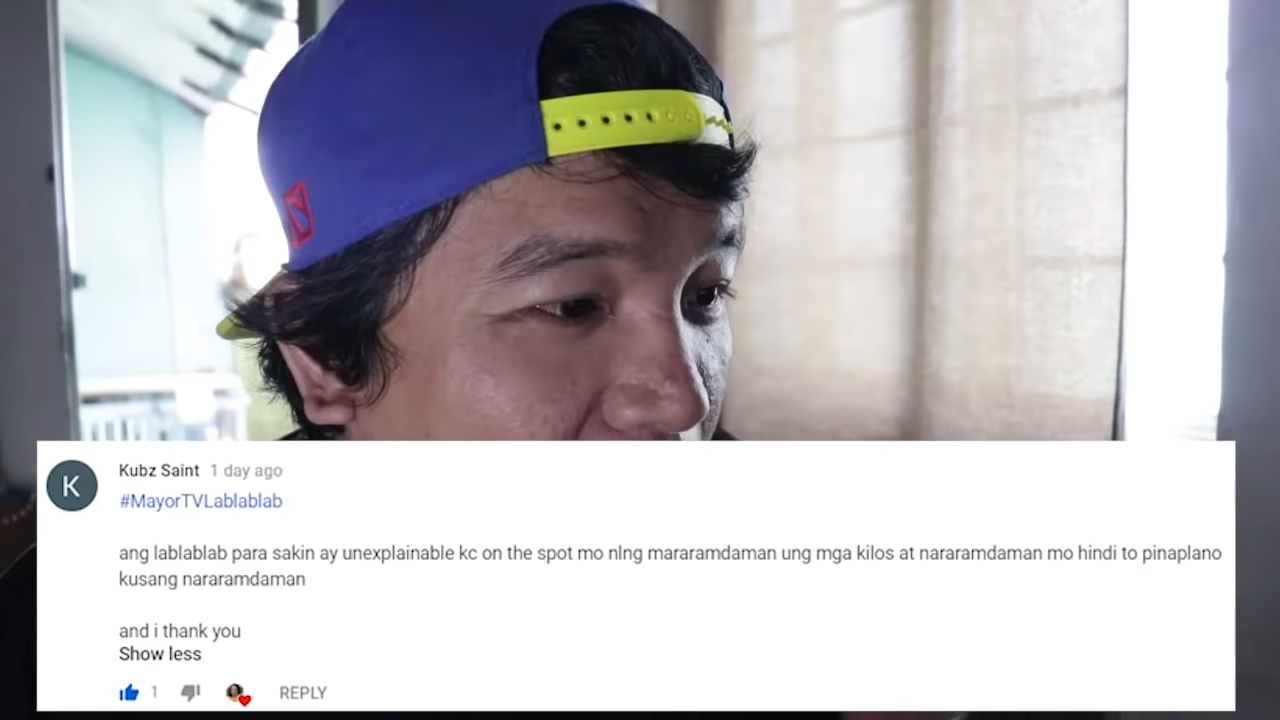 K
Kubz Saint 1 day ago
#MayorTVLablablab
ang lablablab para sakin ay unexplainable kc on the spot mo nlng mararamdaman ung mga kilos at nararamdaman mo hindi to pinaplano
kusang nararamdaman
and i thank you
Show less
1 REPLY